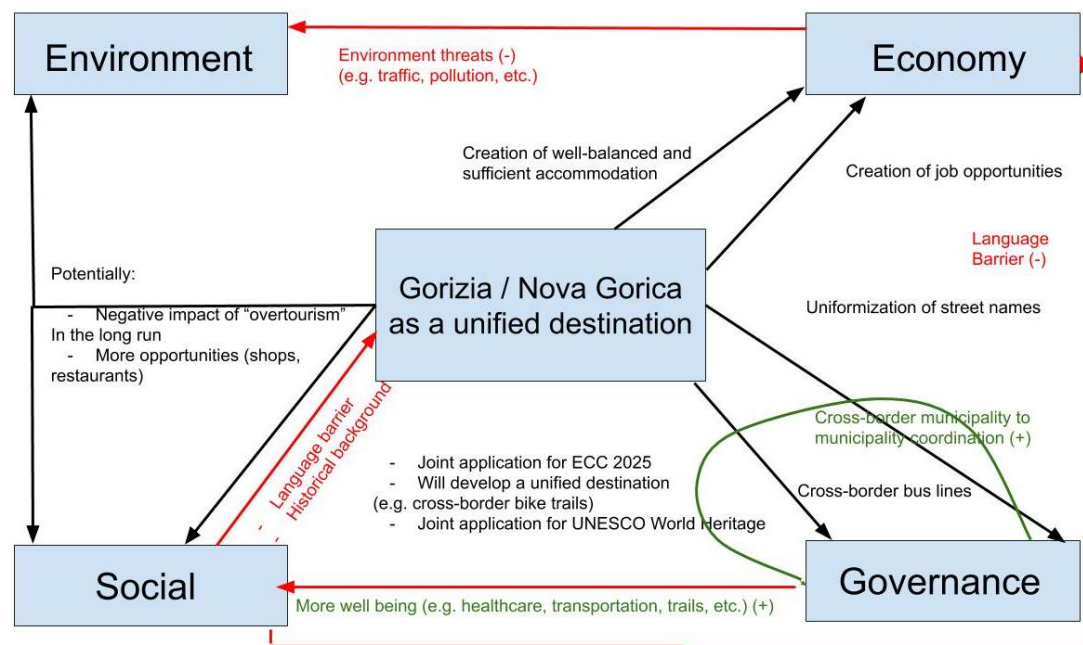 Environment
Economy
Environment threats (-)
(e.g. traffic, pollution, etc.)
Creation of well-balanced and
sufficient accommodation
Creation of job opportunities
Language
Barrier (-)
Potentially:
- Negative impact of “overtourism”
In the long run
- More opportunities (shops,
restaurants)
Gorizia / Nova Gorica
as a unified destination
Uniformization of street names
- Language barrier
- Historical background
Cross-border municipality to
municipality coordination (+)
- Joint application for ECC 2025
- Will develop a unified destination
(e.g. cross-border bike trails)
- Joint application for UNESCO World Heritage
Cross-border bus lines
Social
Governance
More well being (e.g. healthcare, transportation, trails, etc.) (+)